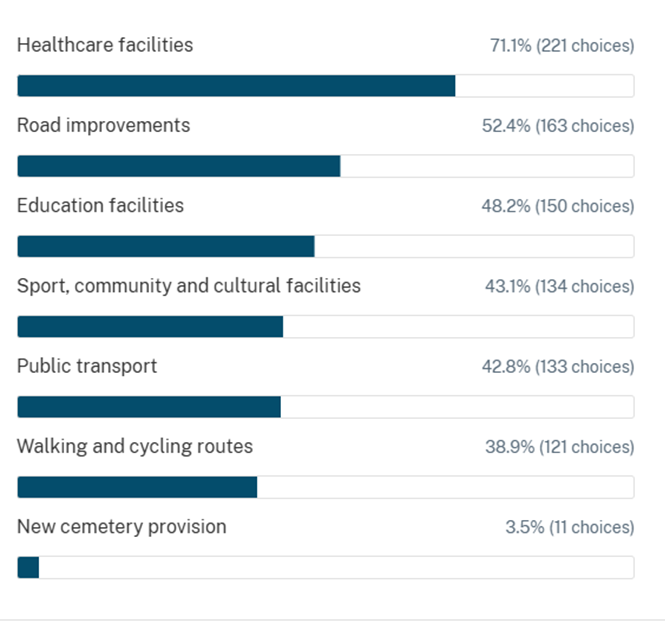 Healthcare facilities 71.1% (221 choices)
Road improvements 52.4% (163 choices)
Education facilities 48.2% (150 choices)
Sport, community and cultural facilities 43.1% (134 choices)
Public transport 42.8% (133 choices)
Walking and cycling routes 38.9% (121 choices)
New cemetery provision 3.5% (11 choices)